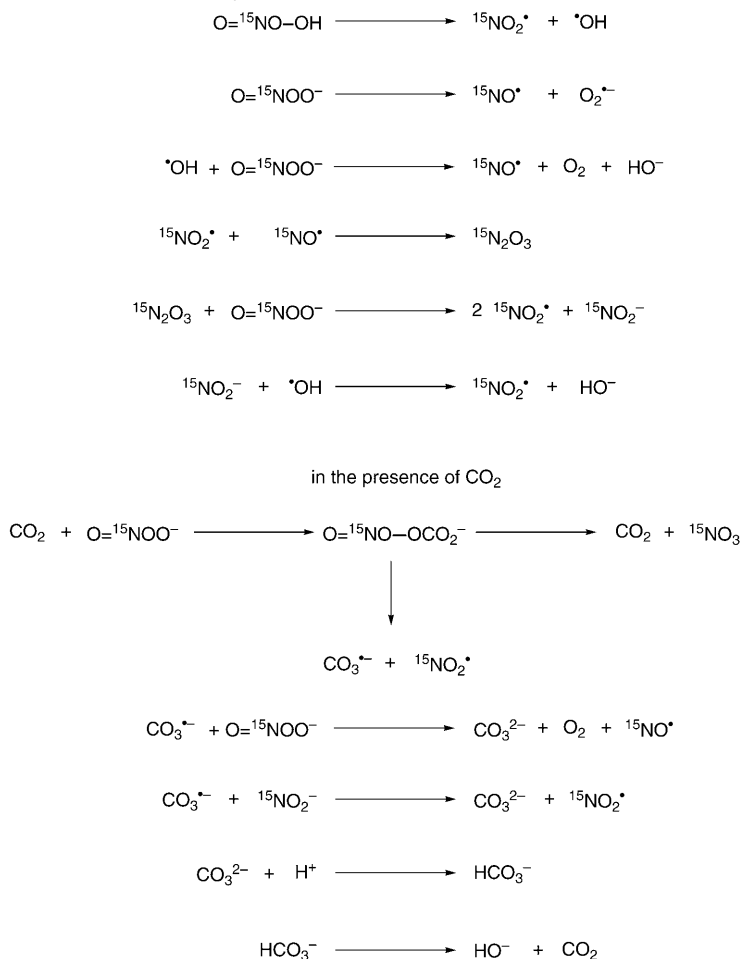 O=¹⁵NO–OH ⟶ ¹⁵NO₂• + •OH
O=¹⁵NOO⁻ ⟶ ¹⁵NO• + O₂•⁻
•OH + O=¹⁵NOO⁻ ⟶ ¹⁵NO• + O₂ + HO⁻
¹⁵NO₂• + ¹⁵NO• ⟶ ¹⁵N₂O₃
¹⁵N₂O₃ + O=¹⁵NOO⁻ ⟶ 2 ¹⁵NO₂• + ¹⁵NO₂⁻
¹⁵NO₂⁻ + •OH ⟶ ¹⁵NO₂• + HO⁻
in the presence of CO₂
CO₂ + O=¹⁵NOO⁻ ⟶ O=¹⁵NO–OCO₂⁻ ⟶ CO₂ + ¹⁵NO₃
CO₃•⁻ + ¹⁵NO₂•
CO₃•⁻ + O=¹⁵NOO⁻ ⟶ CO₃²⁻ + O₂ + ¹⁵NO•
CO₃•⁻ + ¹⁵NO₂⁻ ⟶ CO₃²⁻ + ¹⁵NO₂•
CO₃²⁻ + H⁺ ⟶ HCO₃⁻
HCO₃⁻ ⟶ HO⁻ + CO₂